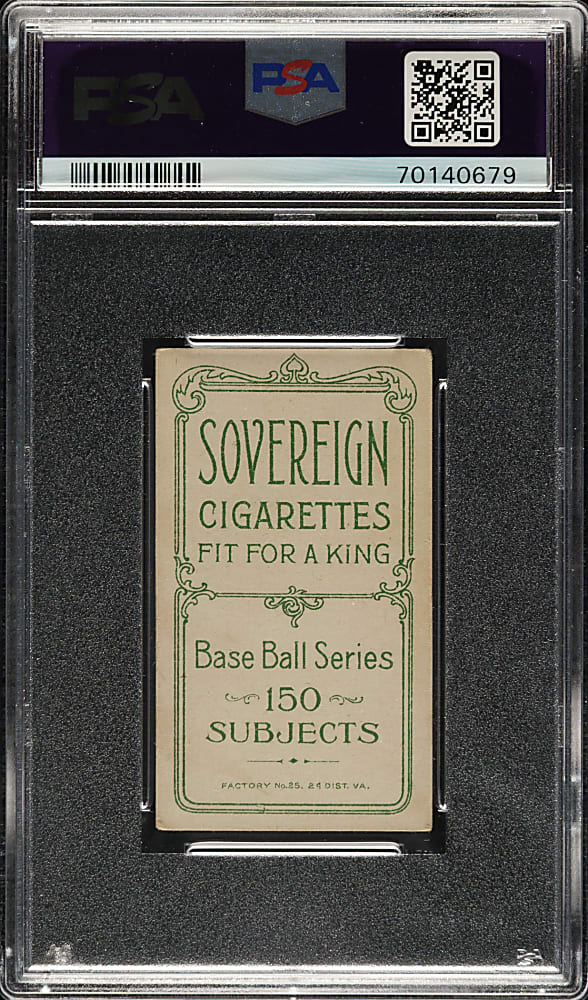 PSA
PSA
70140679
SOVEREIGN
CIGARETTES
FIT FOR A KING
Base Ball Series
150
SUBJECTS
FACTORY No.25. 2d DIST. VA.